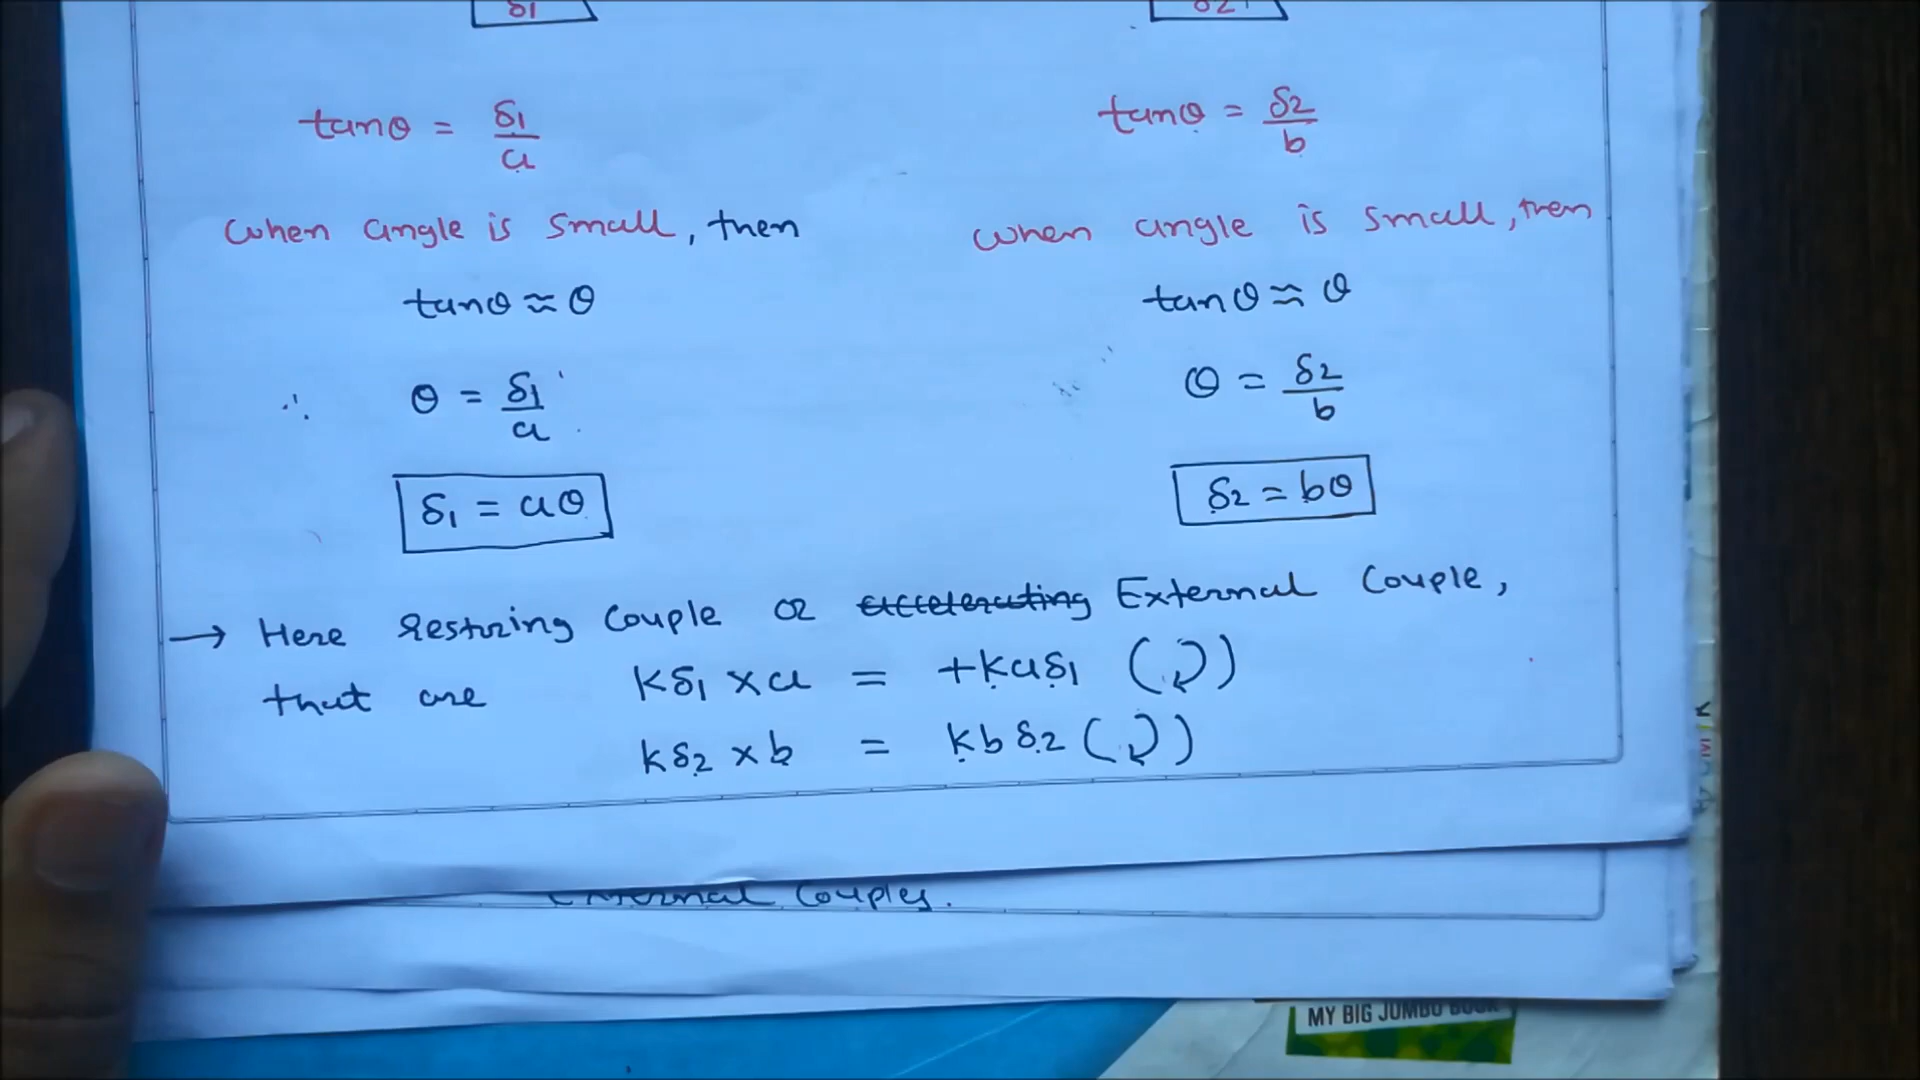 δ1
δ2
tanθ = δ1/a
tanθ = δ2/b
when angle is small, then
when angle is small, then
tanθ ≈ θ
tanθ ≈ θ
∴ θ = δ1/a
θ = δ2/b
δ1 = aθ
δ2 = bθ
→ Here restoring couple or accelerating External Couple,
that are kδ1 × a = +kaδ1 (↻)
kδ2 × b = kbδ2 (↻)
Couples.
MY BIG JUMBO BOOK